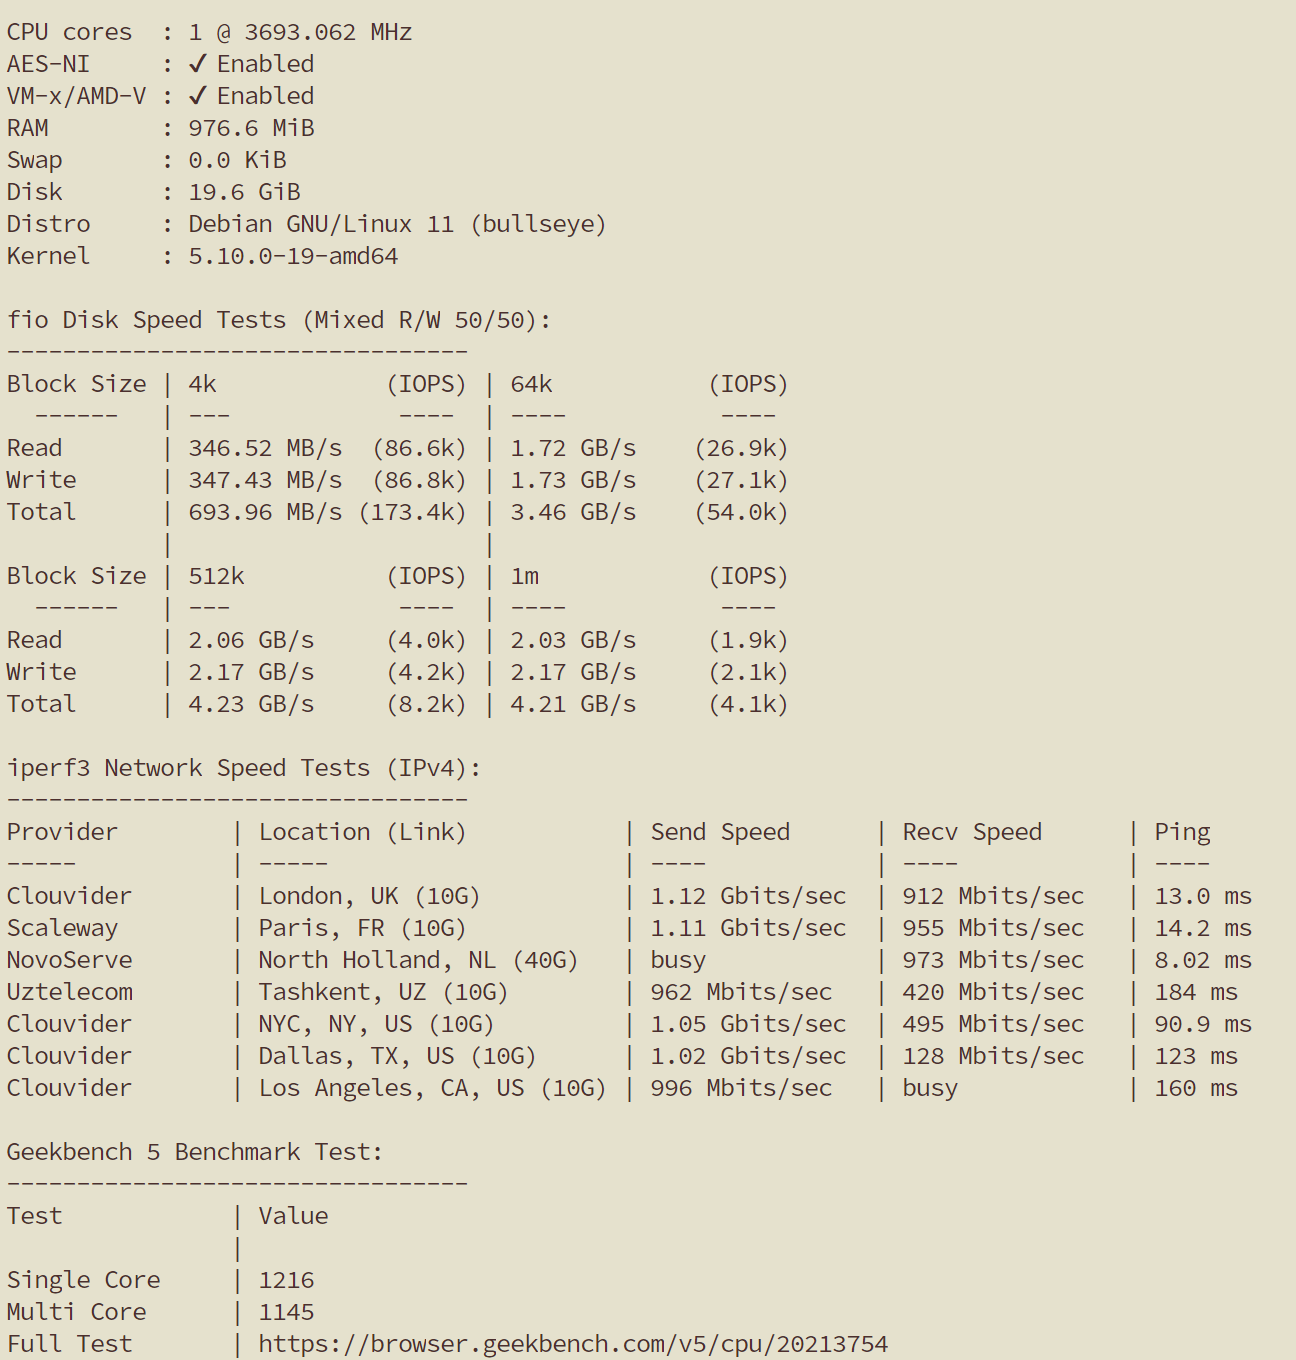 CPU cores  : 1 @ 3693.062 MHz
AES-NI     : ✔ Enabled
VM-x/AMD-V : ✔ Enabled
RAM        : 976.6 MiB
Swap       : 0.0 KiB
Disk       : 19.6 GiB
Distro     : Debian GNU/Linux 11 (bullseye)
Kernel     : 5.10.0-19-amd64

fio Disk Speed Tests (Mixed R/W 50/50):
---------------------------------
Block Size | 4k            (IOPS) | 64k           (IOPS)
  ------   | ---            ----  | ----           ----
Read       | 346.52 MB/s  (86.6k) | 1.72 GB/s    (26.9k)
Write      | 347.43 MB/s  (86.8k) | 1.73 GB/s    (27.1k)
Total      | 693.96 MB/s (173.4k) | 3.46 GB/s    (54.0k)
           |                      |
Block Size | 512k          (IOPS) | 1m            (IOPS)
  ------   | ---            ----  | ----           ----
Read       | 2.06 GB/s     (4.0k) | 2.03 GB/s     (1.9k)
Write      | 2.17 GB/s     (4.2k) | 2.17 GB/s     (2.1k)
Total      | 4.23 GB/s     (8.2k) | 4.21 GB/s     (4.1k)

iperf3 Network Speed Tests (IPv4):
---------------------------------
Provider        | Location (Link)           | Send Speed      | Recv Speed      | Ping
-----           | -----                     | ----            | ----            | ----
Clouvider       | London, UK (10G)          | 1.12 Gbits/sec  | 912 Mbits/sec   | 13.0 ms
Scaleway        | Paris, FR (10G)           | 1.11 Gbits/sec  | 955 Mbits/sec   | 14.2 ms
NovoServe       | North Holland, NL (40G)   | busy            | 973 Mbits/sec   | 8.02 ms
Uztelecom       | Tashkent, UZ (10G)        | 962 Mbits/sec   | 420 Mbits/sec   | 184 ms
Clouvider       | NYC, NY, US (10G)         | 1.05 Gbits/sec  | 495 Mbits/sec   | 90.9 ms
Clouvider       | Dallas, TX, US (10G)      | 1.02 Gbits/sec  | 128 Mbits/sec   | 123 ms
Clouvider       | Los Angeles, CA, US (10G) | 996 Mbits/sec   | busy            | 160 ms

Geekbench 5 Benchmark Test:
---------------------------------
Test            | Value
                |
Single Core     | 1216
Multi Core      | 1145
Full Test       | https://browser.geekbench.com/v5/cpu/20213754